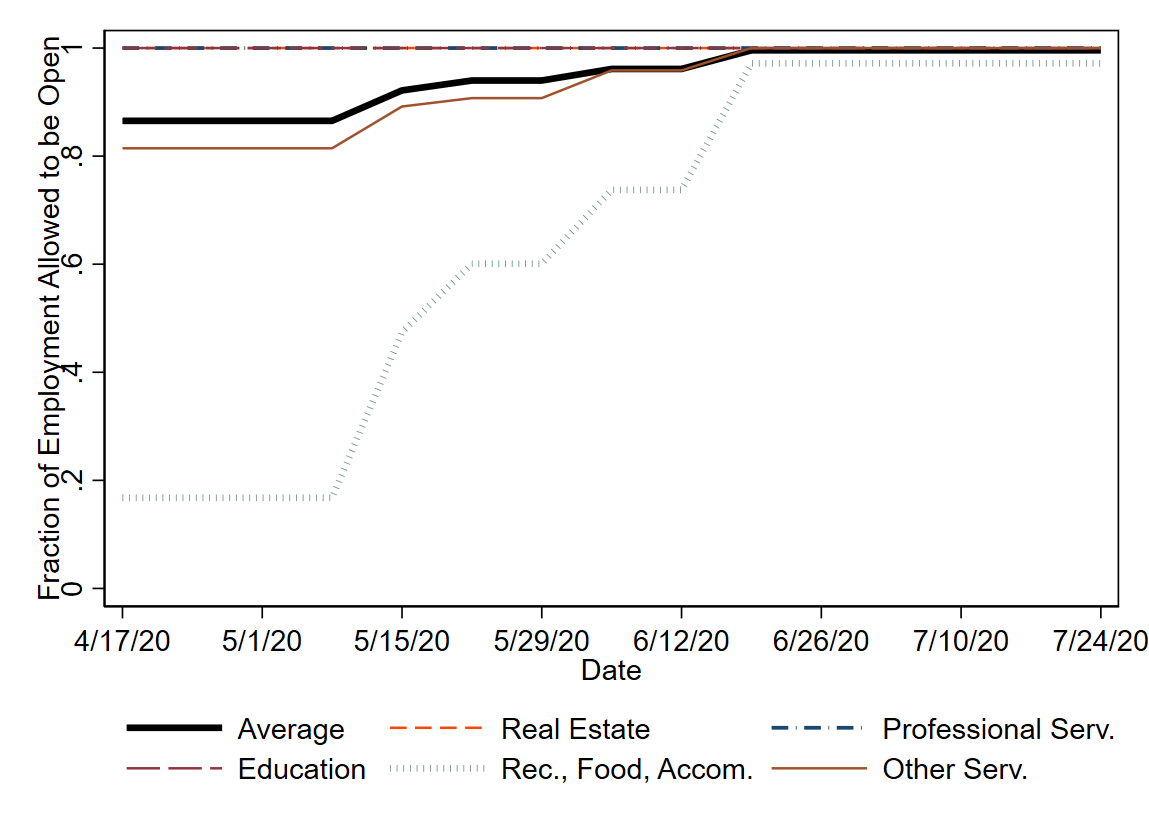 Fraction of Employment Allowed to be Open
1
.8
.6
.4
.2
0
4/17/20 5/1/20 5/15/20 5/29/20 6/12/20 6/26/20 7/10/20 7/24/20
Date
Average Real Estate Professional Serv.
Education Rec., Food, Accom. Other Serv.